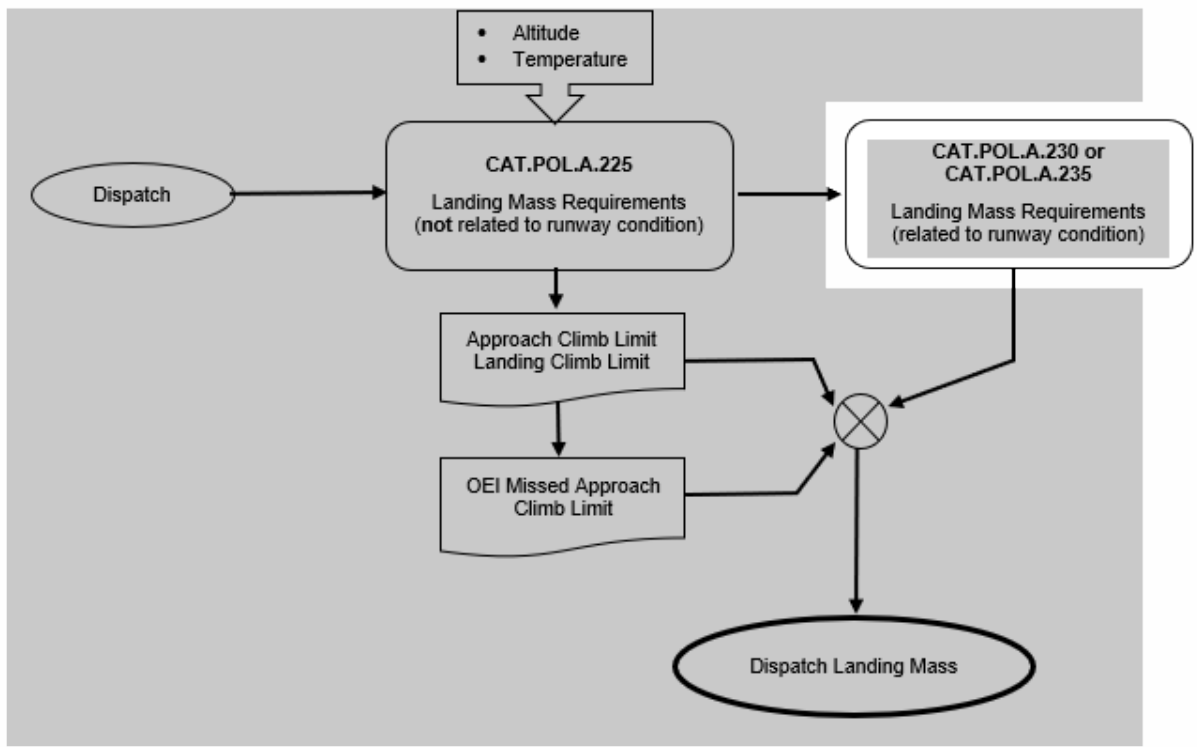 • Altitude
• Temperature
CAT.POL.A.225
Landing Mass Requirements
(not related to runway condition)
CAT.POL.A.230 or
CAT.POL.A.235
Landing Mass Requirements
(related to runway condition)
Dispatch
Approach Climb Limit
Landing Climb Limit
OEI Missed Approach
Climb Limit
Dispatch Landing Mass